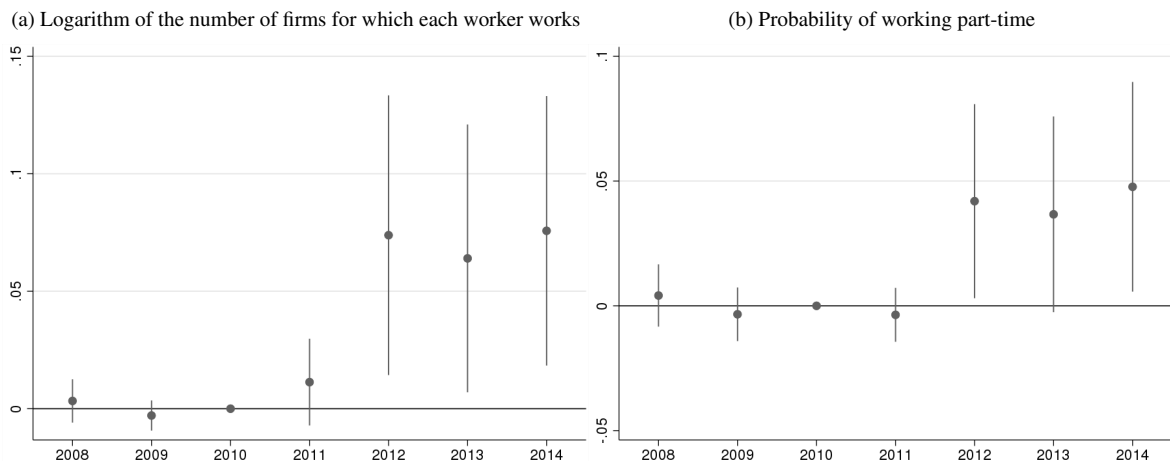 (a) Logarithm of the number of firms for which each worker works
.15
.1
.05
0
2008 2009 2010 2011 2012 2013 2014
(b) Probability of working part-time
.1
.05
0
-.05
2008 2009 2010 2011 2012 2013 2014